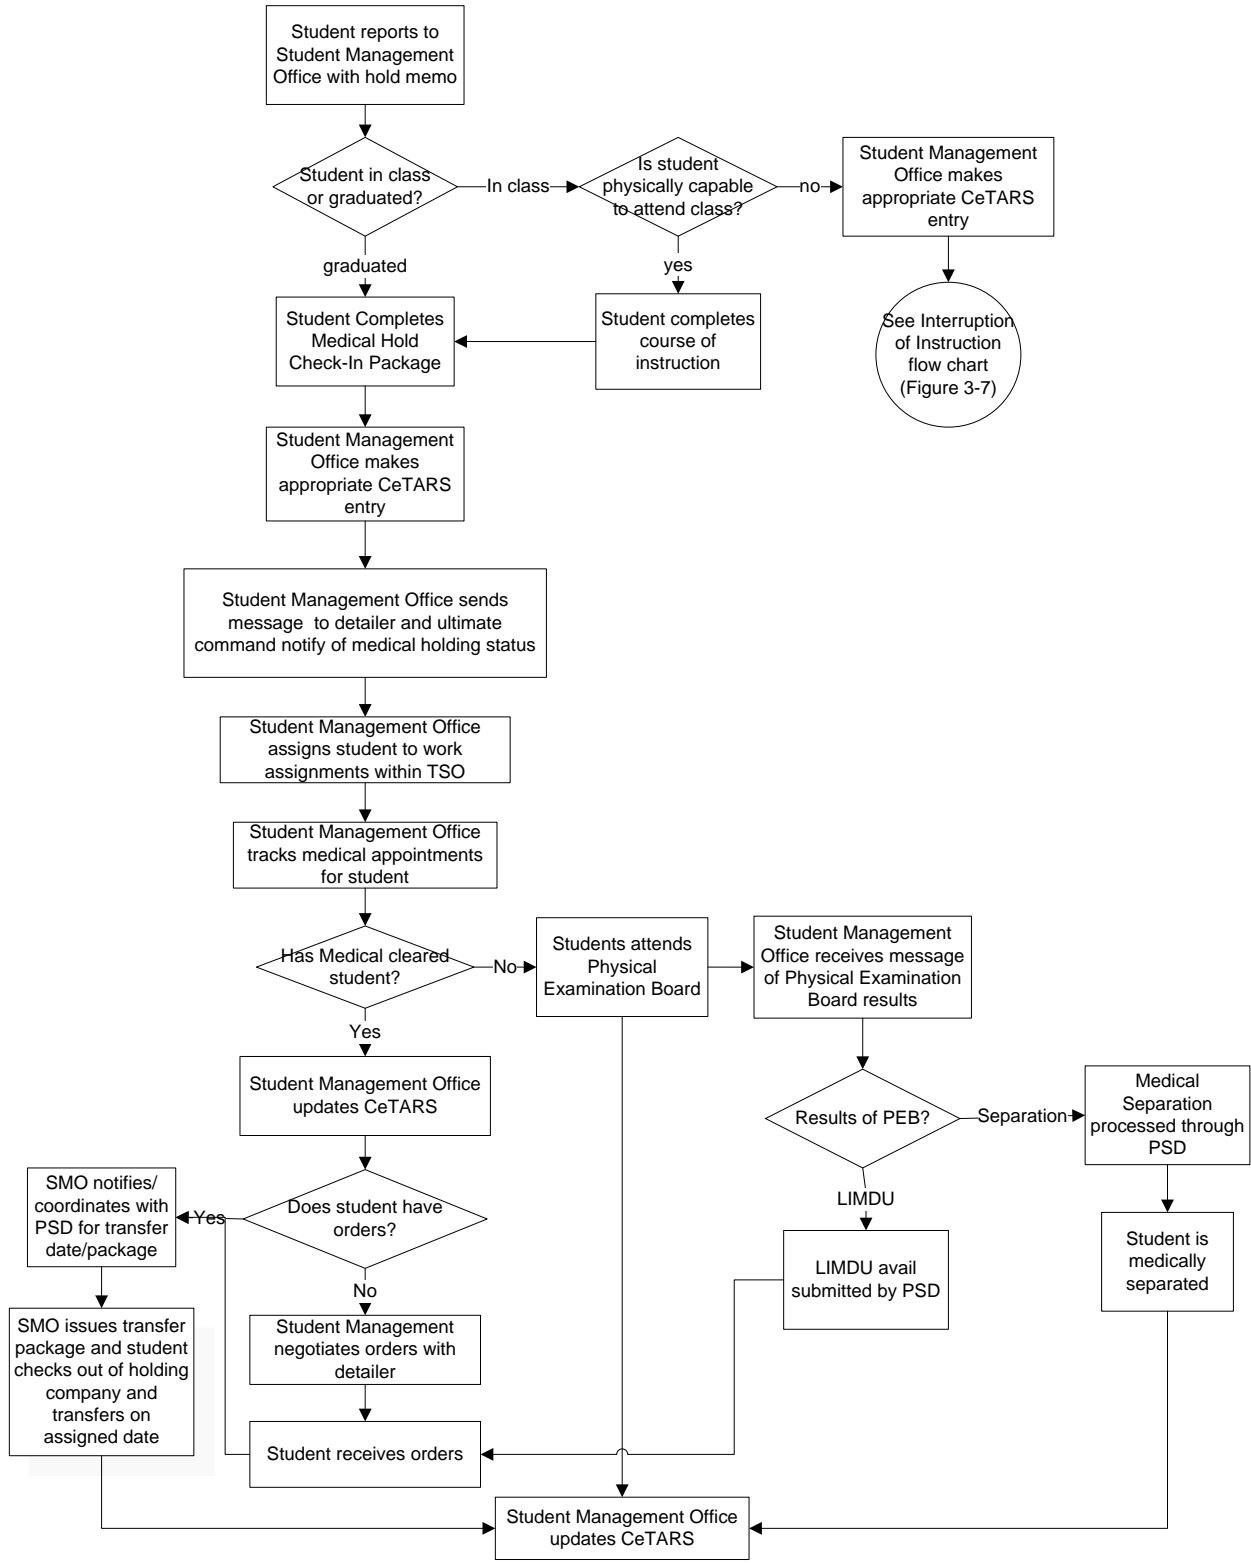 Student reports to
Student Management
Office with hold memo
Student in class
or graduated?
In class
Is student
physically capable
to attend class?
no
Student Management
Office makes
appropriate CeTARS
entry
graduated
yes
Student Completes
Medical Hold
Check-In Package
Student completes
course of
instruction
See Interruption
of Instruction
flow chart
(Figure 3-7)
Student Management
Office makes
appropriate CeTARS
entry
Student Management Office sends
message to detailer and ultimate
command notify of medical holding status
Student Management Office
assigns student to work
assignments within TSO
Student Management Office
tracks medical appointments
for student
Has Medical cleared
student?
No
Students attends
Physical
Examination Board
Student Management
Office receives message
of Physical Examination
Board results
Yes
Student Management Office
updates CeTARS
Results of PEB?
Separation
Medical
Separation
processed through
PSD
LIMDU
SMO notifies/
coordinates with
PSD for transfer
date/package
Yes
Does student have
orders?
LIMDU avail
submitted by PSD
Student is
medically
separated
No
SMO issues transfer
package and student
checks out of holding
company and
transfers on
assigned date
Student Management
negotiates orders with
detailer
Student receives orders
Student Management Office
updates CeTARS